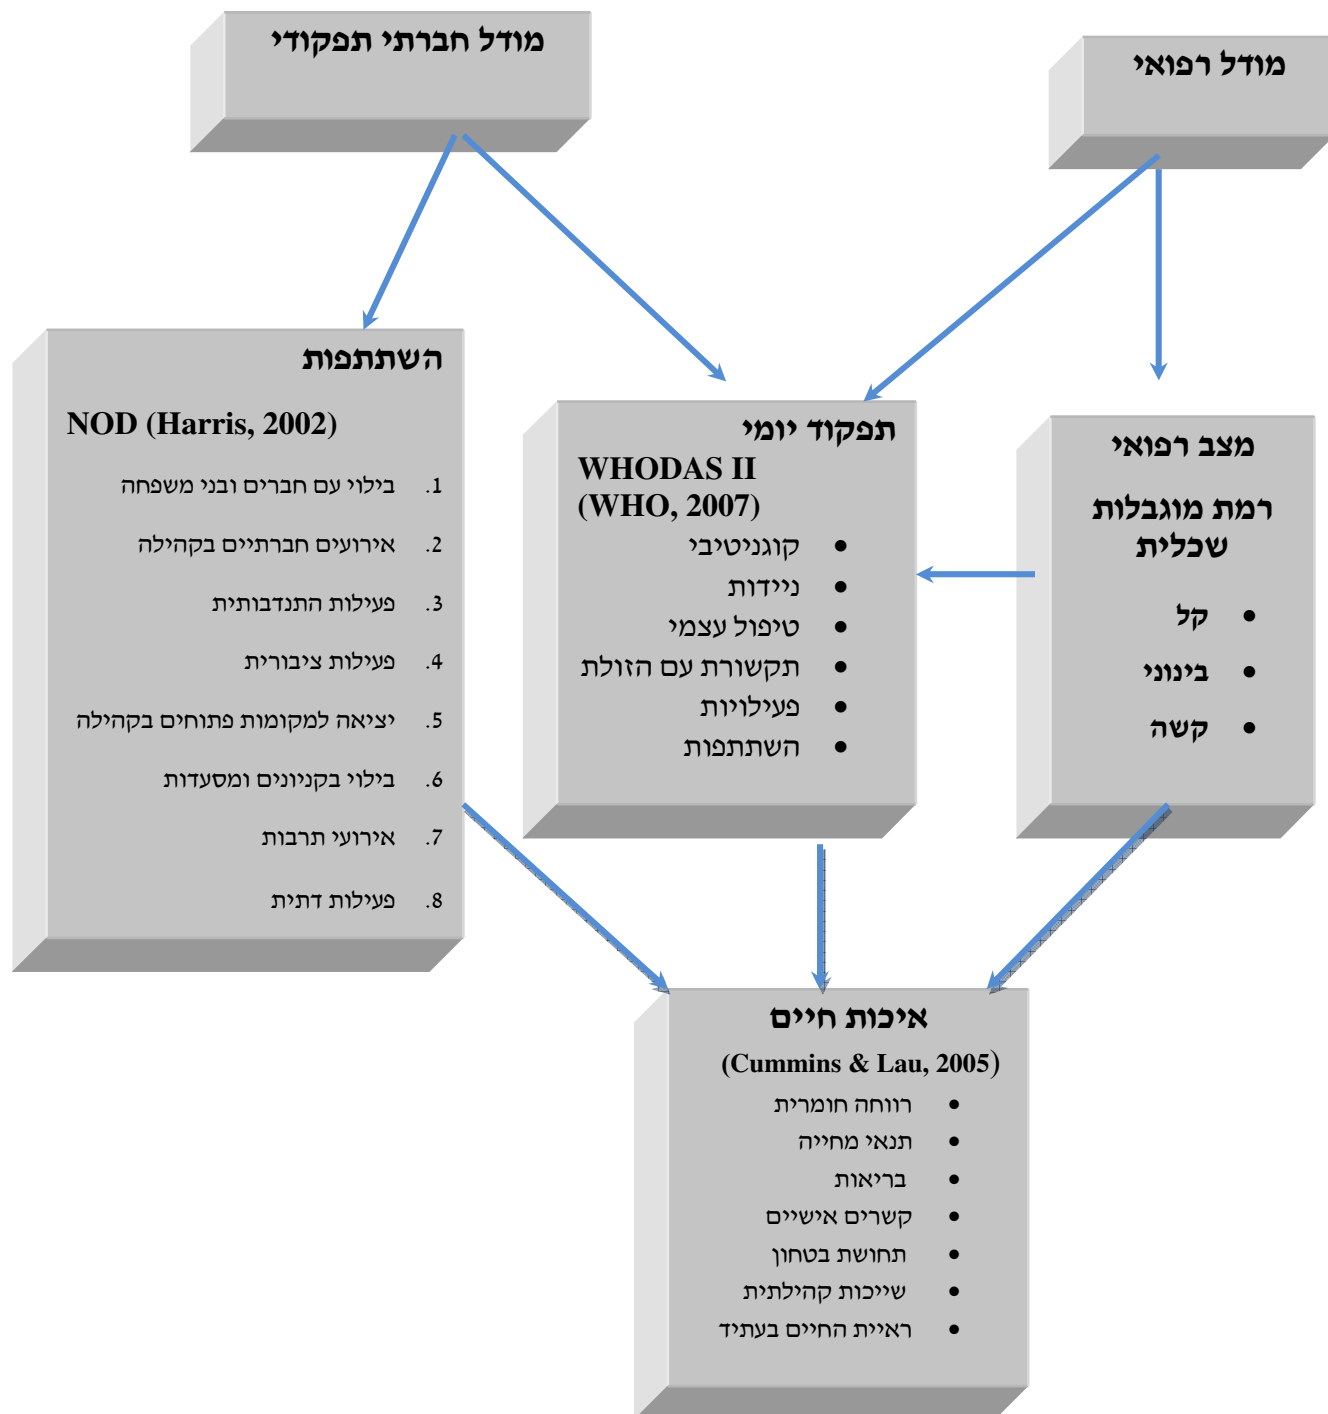 מודל רפואי
מודל חברתי תפקודי
מצב רפואי
רמת מוגבלות
שכלית
• קל
• בינוני
• קשה
תפקוד יומי
WHODAS II
(WHO, 2007)
• קוגניטיבי
• ניידות
• טיפול עצמי
• תקשורת עם הזולת
• פעילויות
• השתתפות
השתתפות
NOD (Harris, 2002)
1. בילוי עם חברים ובני משפחה
2. אירועים חברתיים בקהילה
3. פעילות התנדבותית
4. פעילות ציבורית
5. יציאה למקומות פתוחים בקהילה
6. בילוי בקניונים ומסעדות
7. אירועי תרבות
8. פעילות דתית
איכות חיים
(Cummins & Lau, 2005)
• רווחה חומרית
• תנאי מחייה
• בריאות
• קשרים אישיים
• תחושת בטחון
• שייכות קהילתית
• ראיית החיים בעתיד